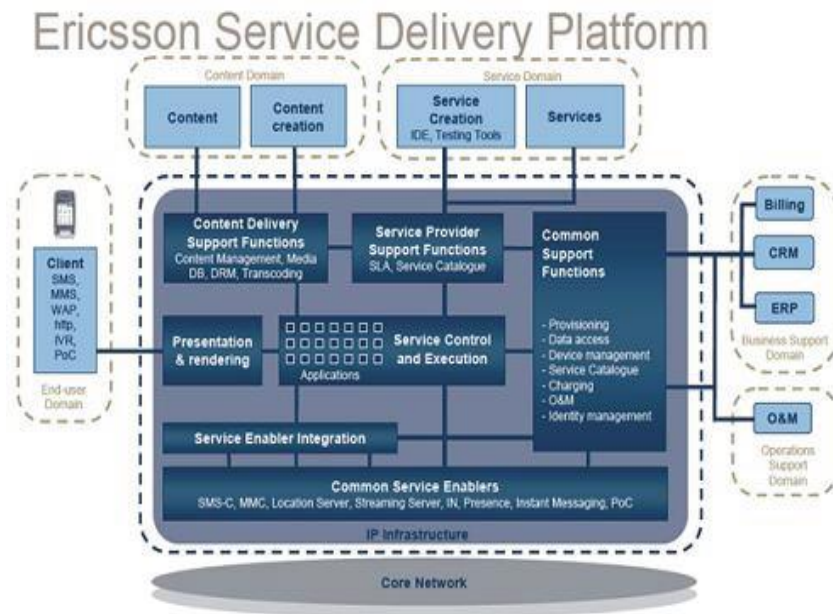 Ericsson Service Delivery Platform
Content Domain
Service Domain
Content
Content
creation
Service
Creation
IDE, Testing Tools
Services
Client
SMS,
MMS,
WAP,
http,
IVR,
PoC
End-user
Domain
Content Delivery
Support Functions
Content Management, Media
DB, DRM, Transcoding
Service Provider
Support Functions
SLA, Service Catalogue
Common
Support
Functions
- Provisioning
- Data access
- Device management
- Service Catalogue
- Charging
- O&M
- Identity management
Billing
CRM
ERP
Business Support
Domain
Presentation
& rendering
Applications
Service Control
and Execution
O&M
Operations
Support
Domain
Service Enabler Integration
Common Service Enablers
SMS-C, MMC, Location Server, Streaming Server, IN, Presence, Instant Messaging, PoC
IP Infrastructure
Core Network